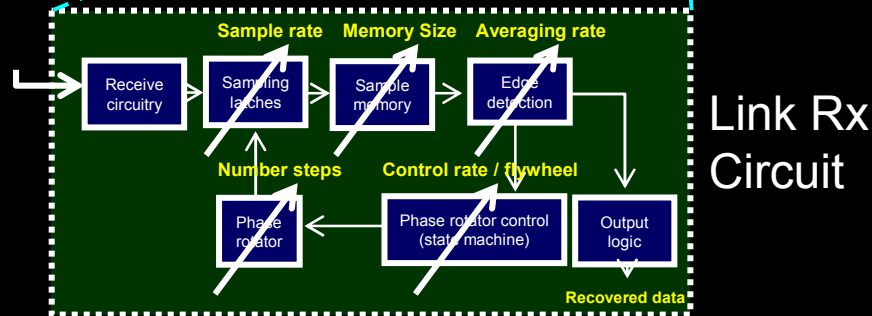 Sample rate Memory Size Averaging rate
Receive
circuitry
Sampling
latches
Sample
memory
Edge
detection
Link Rx
Circuit
Number steps Control rate / flywheel
Phase
rotator
Phase rotator control
(state machine)
Output
logic
Recovered data